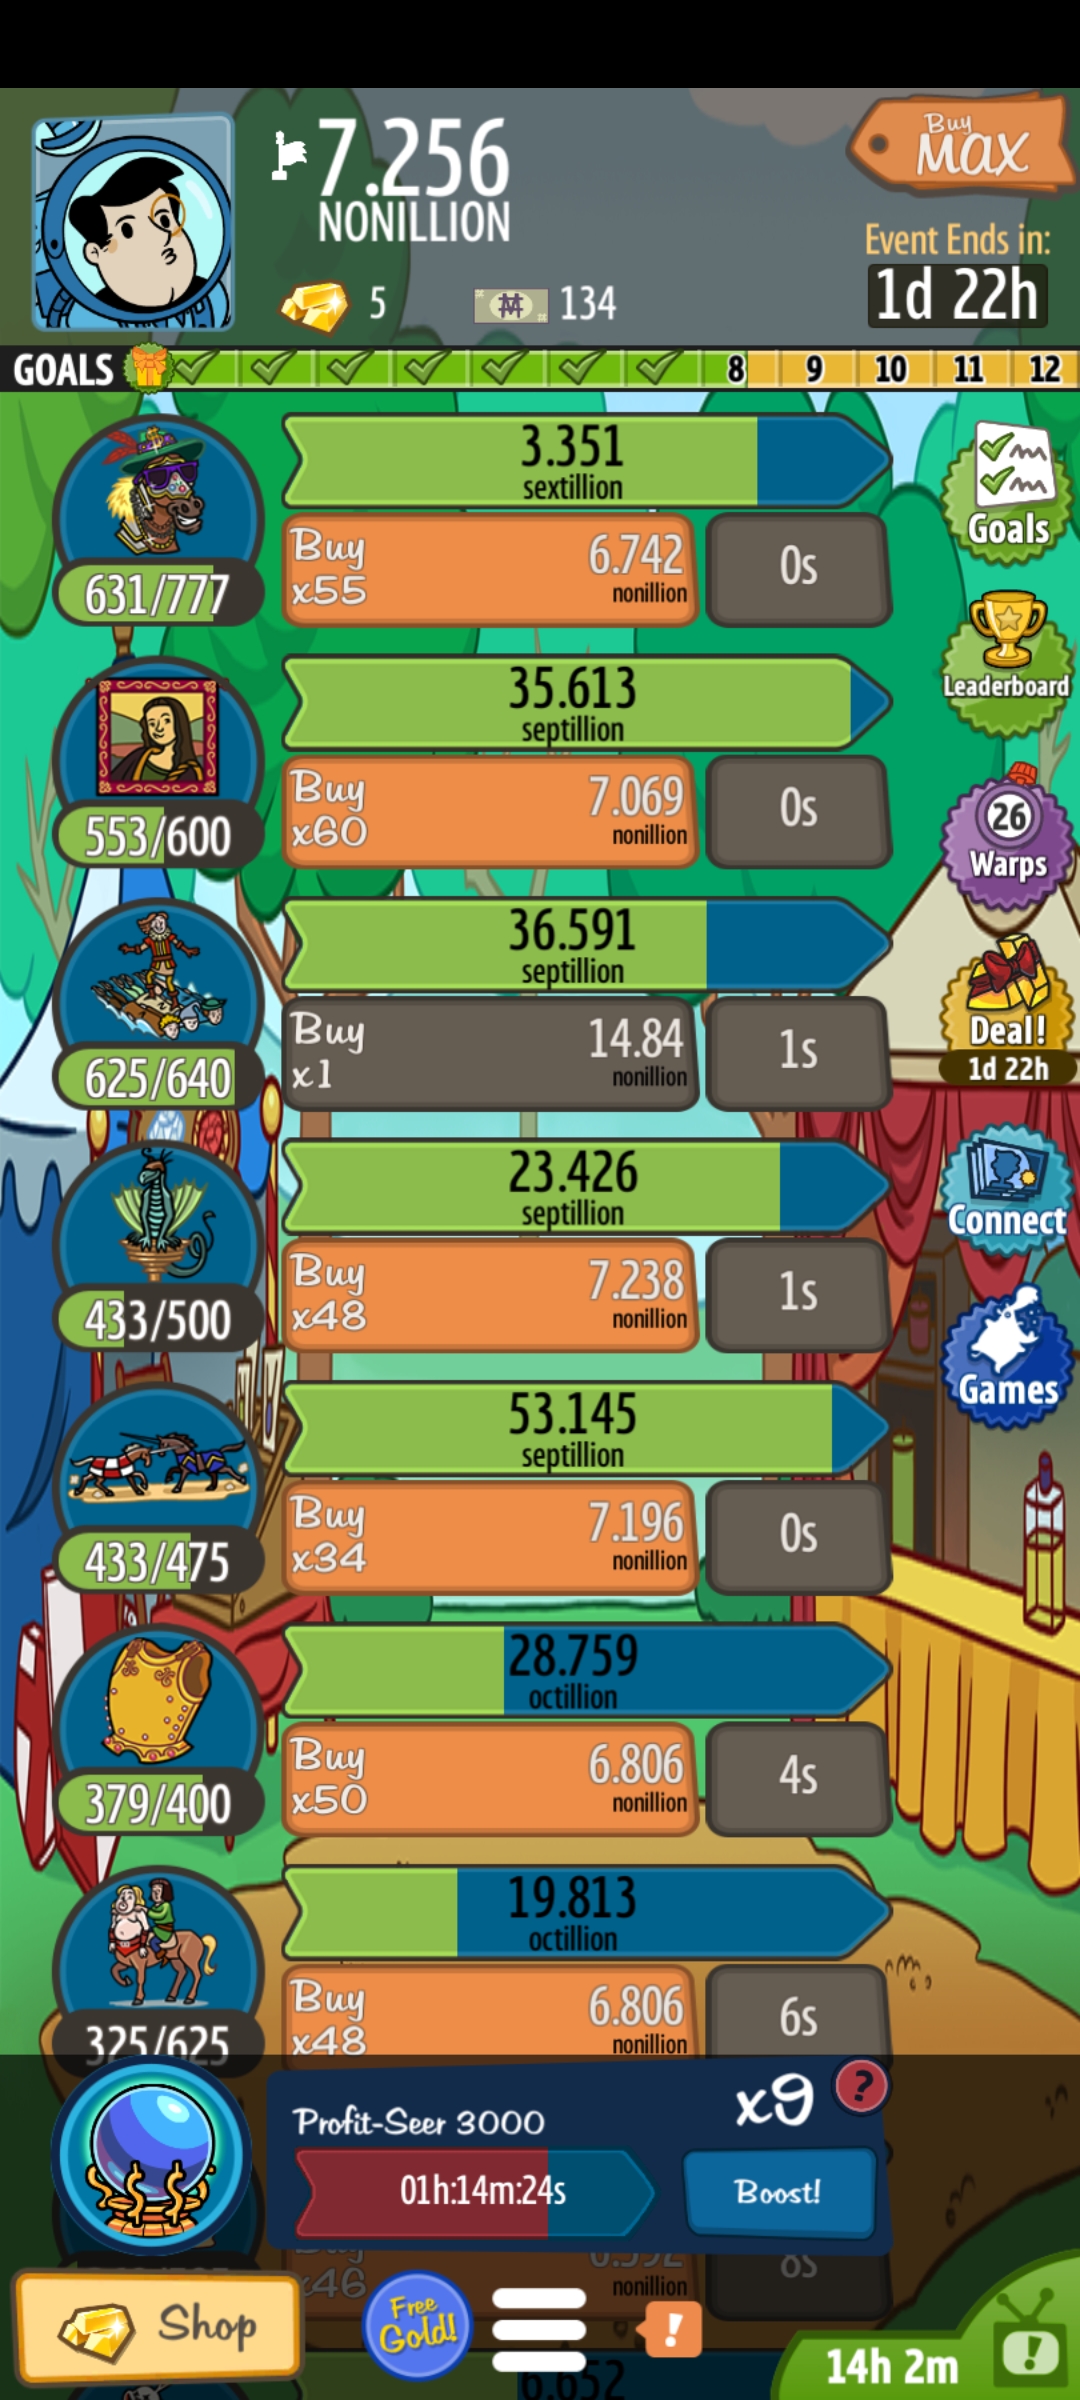 7.256
NONILLION
Buy
MAX
Event Ends in:
1d 22h
5
134
GOALS
8
9
10
11
12
3.351
sextillion
Buy
x55
6.742
nonillion
0s
631/777
Goals
35.613
septillion
Leaderboard
Buy
x60
7.069
nonillion
0s
553/600
26
Warps
36.591
septillion
Buy
x1
14.84
nonillion
1s
625/640
Deal!
1d 22h
23.426
septillion
Connect
Buy
x48
7.238
nonillion
1s
433/500
Games
53.145
septillion
Buy
x34
7.196
nonillion
0s
433/475
28.759
octillion
Buy
x50
6.806
nonillion
4s
379/400
19.813
octillion
Buy
x48
6.806
nonillion
6s
325/625
Profit-Seer 3000
x9
?
01h:14m:24s
Boost!
x46
nonillion
8s
Shop
Free
Gold!
!
14h 2m
!
6.652